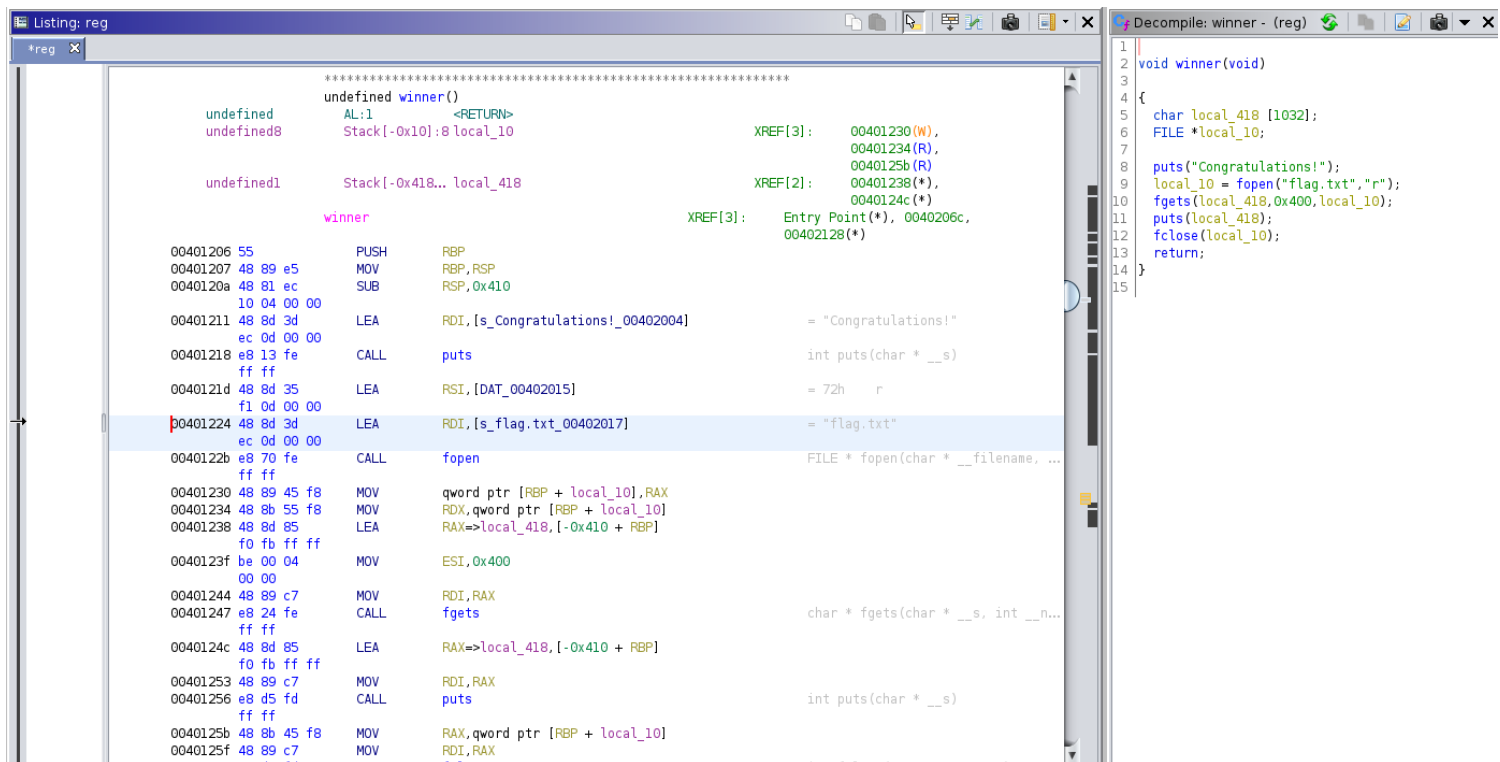 Listing: reg
*reg
*************************************************************
undefined winner()
undefined AL:1 <RETURN>
undefined8 Stack[-0x10]:8 local_10 XREF[3]: 00401230(W),
00401234(R),
0040125b(R)
undefined1 Stack[-0x418... local_418 XREF[2]: 00401238(*),
0040124c(*)
winner XREF[3]: Entry Point(*), 0040206c,
00402128(*)
00401206 55 PUSH RBP
00401207 48 89 e5 MOV RBP,RSP
0040120a 48 81 ec SUB RSP,0x410
10 04 00 00
00401211 48 8d 3d LEA RDI,[s_Congratulations!_00402004] = "Congratulations!"
ec 0d 00 00
00401218 e8 13 fe CALL puts int puts(char * __s)
ff ff
0040121d 48 8d 35 LEA RSI,[DAT_00402015] = 72h r
f1 0d 00 00
00401224 48 8d 3d LEA RDI,[s_flag.txt_00402017] = "flag.txt"
ec 0d 00 00
0040122b e8 70 fe CALL fopen FILE * fopen(char * __filename, ...
ff ff
00401230 48 89 45 f8 MOV qword ptr [RBP + local_10],RAX
00401234 48 8b 55 f8 MOV RDX,qword ptr [RBP + local_10]
00401238 48 8d 85 LEA RAX=>local_418,[-0x410 + RBP]
f0 fb ff ff
0040123f be 00 04 MOV ESI,0x400
00 00
00401244 48 89 c7 MOV RDI,RAX
00401247 e8 24 fe CALL fgets char * fgets(char * __s, int __n...
ff ff
0040124c 48 8d 85 LEA RAX=>local_418,[-0x410 + RBP]
f0 fb ff ff
00401253 48 89 c7 MOV RDI,RAX
00401256 e8 d5 fd CALL puts int puts(char * __s)
ff ff
0040125b 48 8b 45 f8 MOV RAX,qword ptr [RBP + local_10]
0040125f 48 89 c7 MOV RDI,RAX
Decompile: winner - (reg)
1
2 void winner(void)
3
4 {
5 char local_418 [1032];
6 FILE *local_10;
7
8 puts("Congratulations!");
9 local_10 = fopen("flag.txt","r");
10 fgets(local_418,0x400,local_10);
11 puts(local_418);
12 fclose(local_10);
13 return;
14 }
15